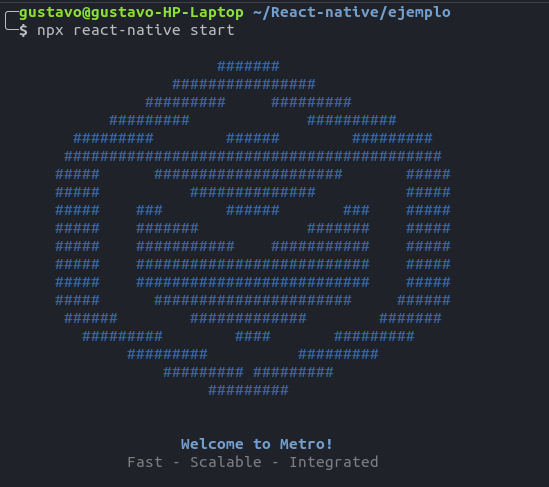 gustavo@gustavo-HP-Laptop ~/React-native/ejemplo
$ npx react-native start
#######
################
######### #########
######### ##########
######### ###### #########
##########################################
##### ##################### #####
##### ############## #####
##### ### ###### ### #####
##### ####### ####### #####
##### ########### ########### #####
##### ########################## #####
##### ########################## #####
##### ###################### ######
###### ############# #######
######### #### #########
######### #########
######### #########
#########
Welcome to Metro!
Fast - Scalable - Integrated